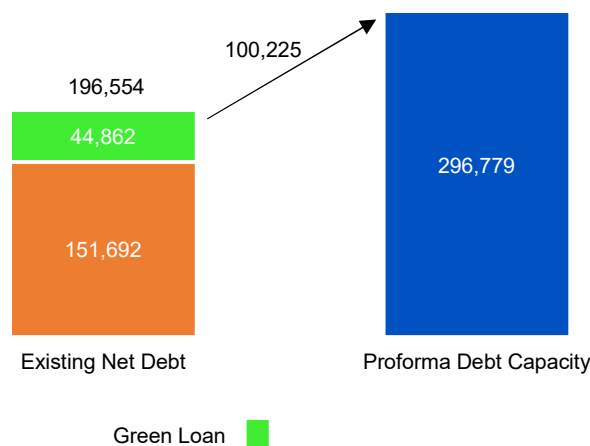 100,225
196,554
44,862
296,779
151,692
Existing Net Debt
Proforma Debt Capacity
Green Loan